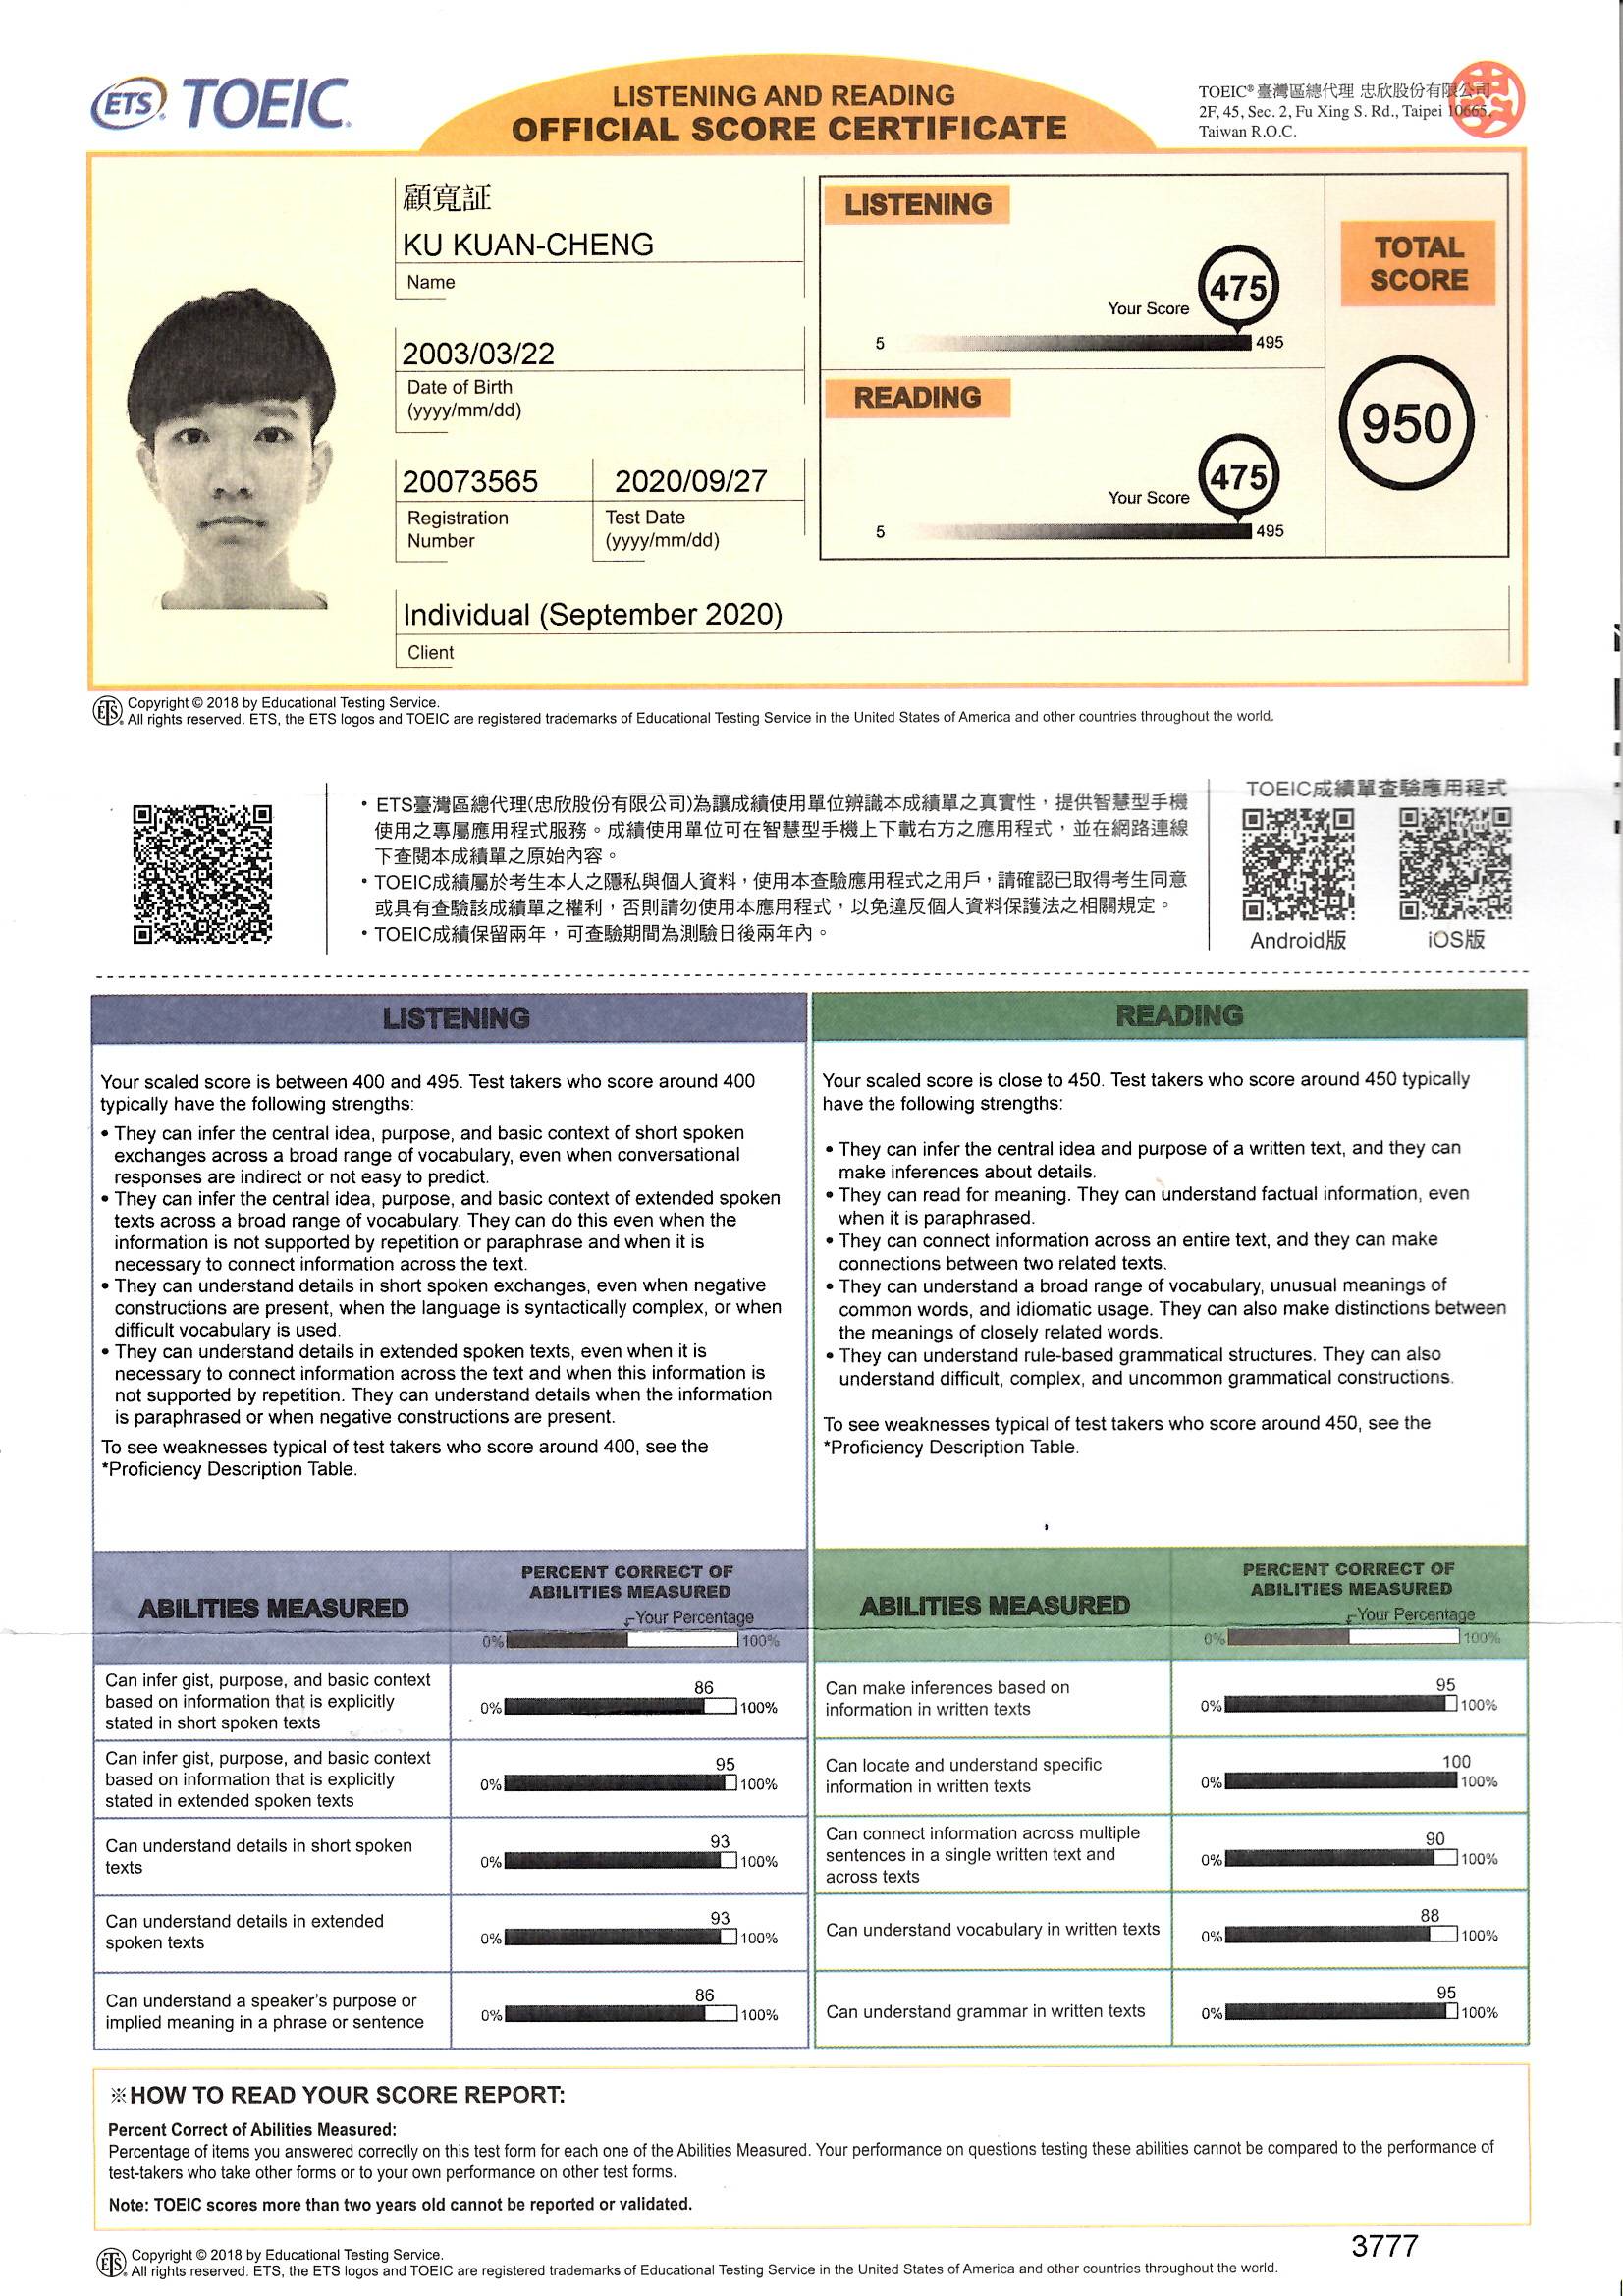 ETS TOEIC
LISTENING AND READING
OFFICIAL SCORE CERTIFICATE
TOEIC® 臺灣區總代理 忠欣股份有限公司
2F, 45, Sec. 2, Fu Xing S. Rd., Taipei 10665,
Taiwan R.O.C.
顧寬証
KU KUAN-CHENG
Name
2003/03/22
Date of Birth
(yyyy/mm/dd)
20073565
Registration
Number
2020/09/27
Test Date
(yyyy/mm/dd)
Individual (September 2020)
Client
LISTENING
475
Your Score
5
495
READING
475
Your Score
5
495
TOTAL
SCORE
950
Copyright © 2018 by Educational Testing Service.
All rights reserved. ETS, the ETS logos and TOEIC are registered trademarks of Educational Testing Service in the United States of America and other countries throughout the world.
• ETS臺灣區總代理(忠欣股份有限公司)為讓成績使用單位辨識本成績單之真實性，提供智慧型手機
使用之專屬應用程式服務。成績使用單位可在智慧型手機上下載右方之應用程式，並在網路連線
下查閱本成績單之原始內容。
• TOEIC成績屬於考生本人之隱私與個人資料，使用本查驗應用程式之用戶，請確認已取得考生同意
或具有查驗該成績單之權利，否則請勿使用本應用程式，以免違反個人資料保護法之相關規定。
• TOEIC成績保留兩年，可查驗期間為測驗日後兩年內。
TOEIC成績單查驗應用程式
Android版
iOS版
LISTENING
Your scaled score is between 400 and 495. Test takers who score around 400
typically have the following strengths:
• They can infer the central idea, purpose, and basic context of short spoken
exchanges across a broad range of vocabulary, even when conversational
responses are indirect or not easy to predict.
• They can infer the central idea, purpose, and basic context of extended spoken
texts across a broad range of vocabulary. They can do this even when the
information is not supported by repetition or paraphrase and when it is
necessary to connect information across the text.
• They can understand details in short spoken exchanges, even when negative
constructions are present, when the language is syntactically complex, or when
difficult vocabulary is used.
• They can understand details in extended spoken texts, even when it is
necessary to connect information across the text and when this information is
not supported by repetition. They can understand details when the information
is paraphrased or when negative constructions are present.
To see weaknesses typical of test takers who score around 400, see the
*Proficiency Description Table.
READING
Your scaled score is close to 450. Test takers who score around 450 typically
have the following strengths:
• They can infer the central idea and purpose of a written text, and they can
make inferences about details.
• They can read for meaning. They can understand factual information, even
when it is paraphrased.
• They can connect information across an entire text, and they can make
connections between two related texts.
• They can understand a broad range of vocabulary, unusual meanings of
common words, and idiomatic usage. They can also make distinctions between
the meanings of closely related words.
• They can understand rule-based grammatical structures. They can also
understand difficult, complex, and uncommon grammatical constructions.
To see weaknesses typical of test takers who score around 450, see the
*Proficiency Description Table.
ABILITIES MEASURED
PERCENT CORRECT OF
ABILITIES MEASURED
Your Percentage
0% 100%
Can infer gist, purpose, and basic context
based on information that is explicitly
stated in short spoken texts
86
0% 100%
Can infer gist, purpose, and basic context
based on information that is explicitly
stated in extended spoken texts
95
0% 100%
Can understand details in short spoken
texts
93
0% 100%
Can understand details in extended
spoken texts
93
0% 100%
Can understand a speaker's purpose or
implied meaning in a phrase or sentence
86
0% 100%
ABILITIES MEASURED
PERCENT CORRECT OF
ABILITIES MEASURED
Your Percentage
0% 100%
Can make inferences based on
information in written texts
95
0% 100%
Can locate and understand specific
information in written texts
100
0% 100%
Can connect information across multiple
sentences in a single written text and
across texts
90
0% 100%
Can understand vocabulary in written texts
88
0% 100%
Can understand grammar in written texts
95
0% 100%
※HOW TO READ YOUR SCORE REPORT:
Percent Correct of Abilities Measured:
Percentage of items you answered correctly on this test form for each one of the Abilities Measured. Your performance on questions testing these abilities cannot be compared to the performance of
test-takers who take other forms or to your own performance on other test forms.
Note: TOEIC scores more than two years old cannot be reported or validated.
3777
Copyright © 2018 by Educational Testing Service.
All rights reserved. ETS, the ETS logos and TOEIC are registered trademarks of Educational Testing Service in the United States of America and other countries throughout the world.